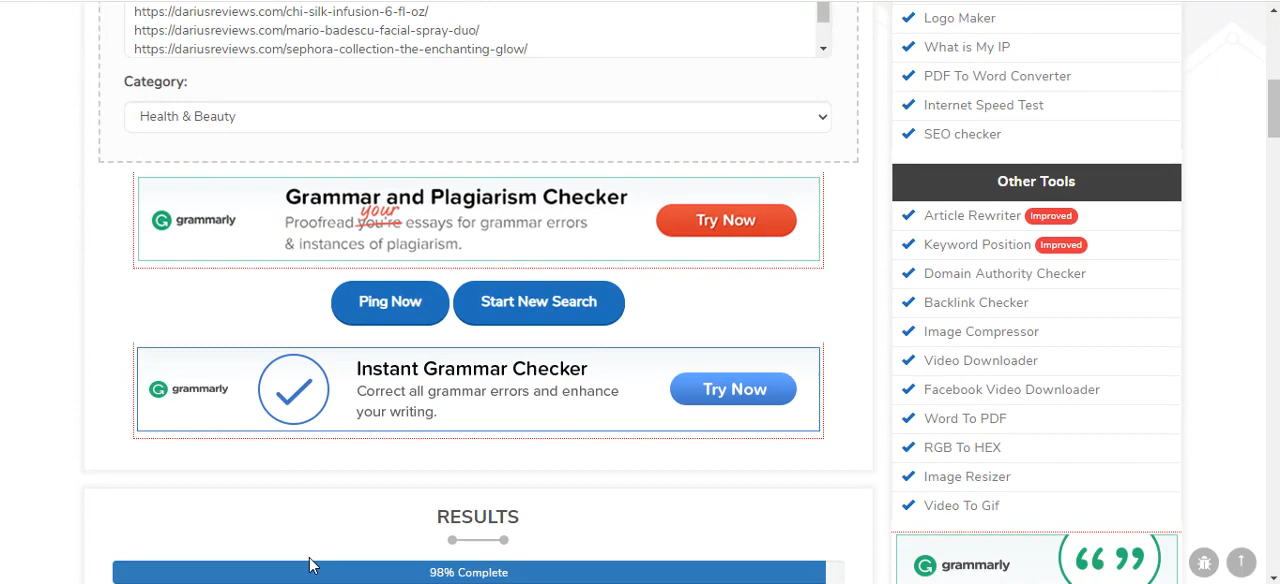 https://dariusreviews.com/chi-silk-infusion-6-fl-oz/
https://dariusreviews.com/mario-badescu-facial-spray-duo/
https://dariusreviews.com/sephora-collection-the-enchanting-glow/
Category:
Health & Beauty
grammarly
Grammar and Plagiarism Checker
your
Proofread you're essays for grammar errors
& instances of plagiarism.
Try Now
Ping Now
Start New Search
grammarly
Instant Grammar Checker
Correct all grammar errors and enhance
your writing.
Try Now
RESULTS
98% Complete
Logo Maker
What is My IP
PDF To Word Converter
Internet Speed Test
SEO checker
Other Tools
Article Rewriter Improved
Keyword Position Improved
Domain Authority Checker
Backlink Checker
Image Compressor
Video Downloader
Facebook Video Downloader
Word To PDF
RGB To HEX
Image Resizer
Video To Gif
grammarly